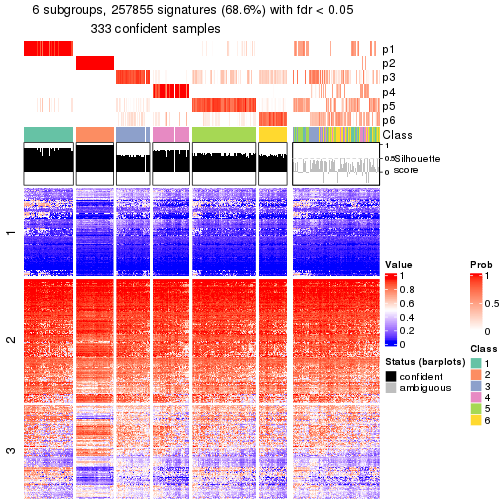 6 subgroups, 257855 signatures (68.6%) with fdr < 0.05
333 confident samples
p1
p2
p3
p4
p5
p6
Class
1
0.5
0
Silhouette
score
1
2
3
Value
1
0.8
0.6
0.4
0.2
0
Status (barplots)
confident
ambiguous
Prob
1
0.5
0
Class
1
2
3
4
5
6